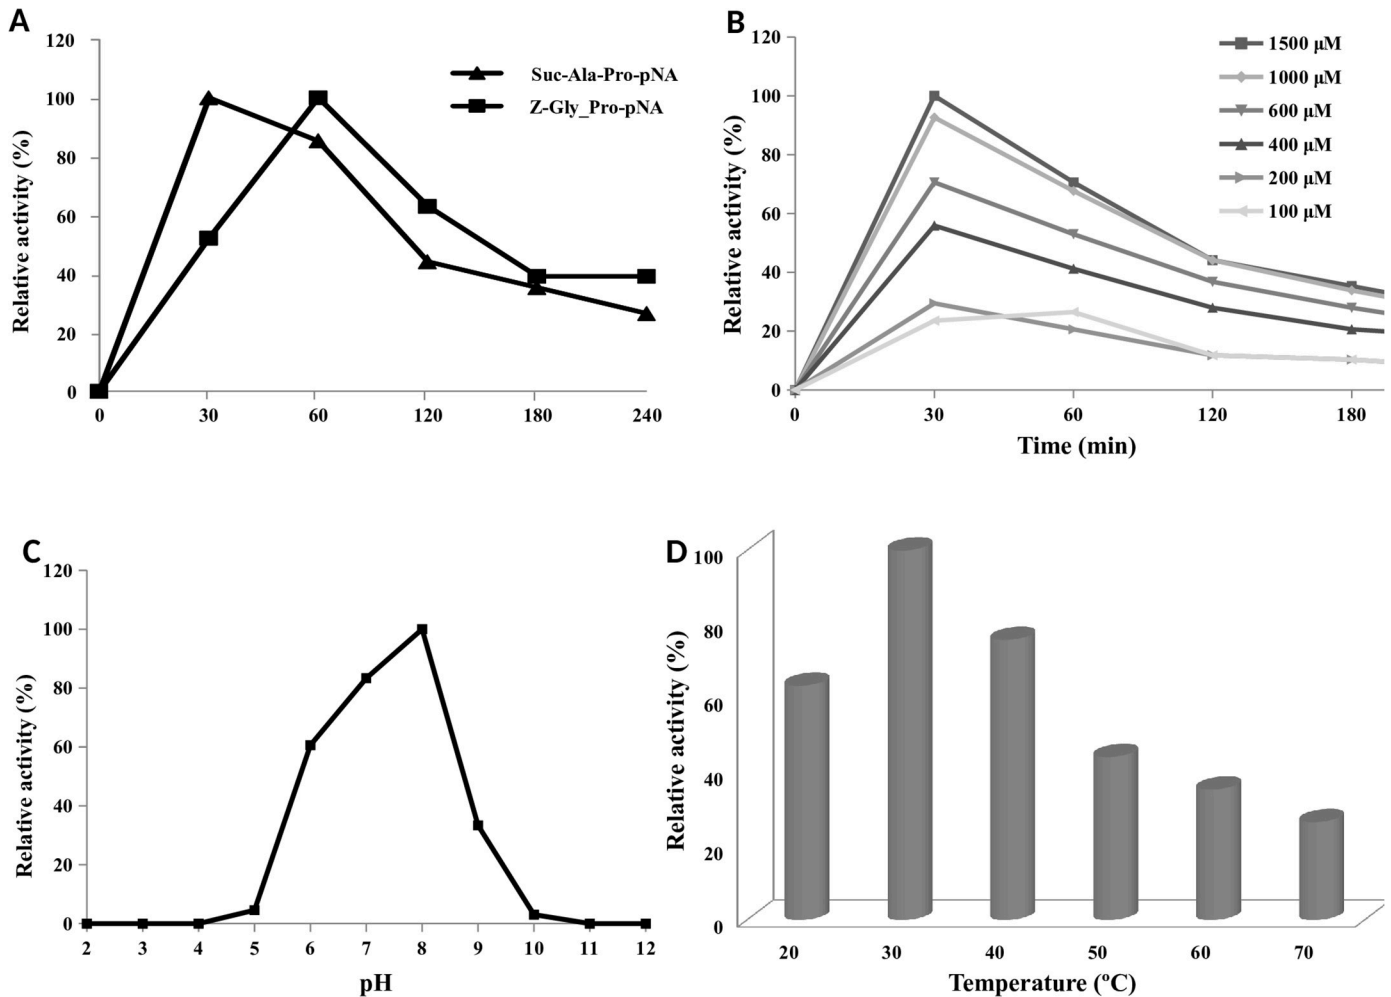 A
120
100
80
60
40
20
0
Relative activity (%)
0 30 60 120 180 240
Suc-Ala-Pro-pNA
Z-Gly_Pro-pNA
B
120
100
80
60
40
20
0
Relative activity (%)
0 30 60 120 180
Time (min)
1500 µM
1000 µM
600 µM
400 µM
200 µM
100 µM
C
120
100
80
60
40
20
0
Relative activity (%)
2 3 4 5 6 7 8 9 10 11 12
pH
D
100
80
60
40
20
0
Relative activity (%)
20 30 40 50 60 70
Temperature (ºC)